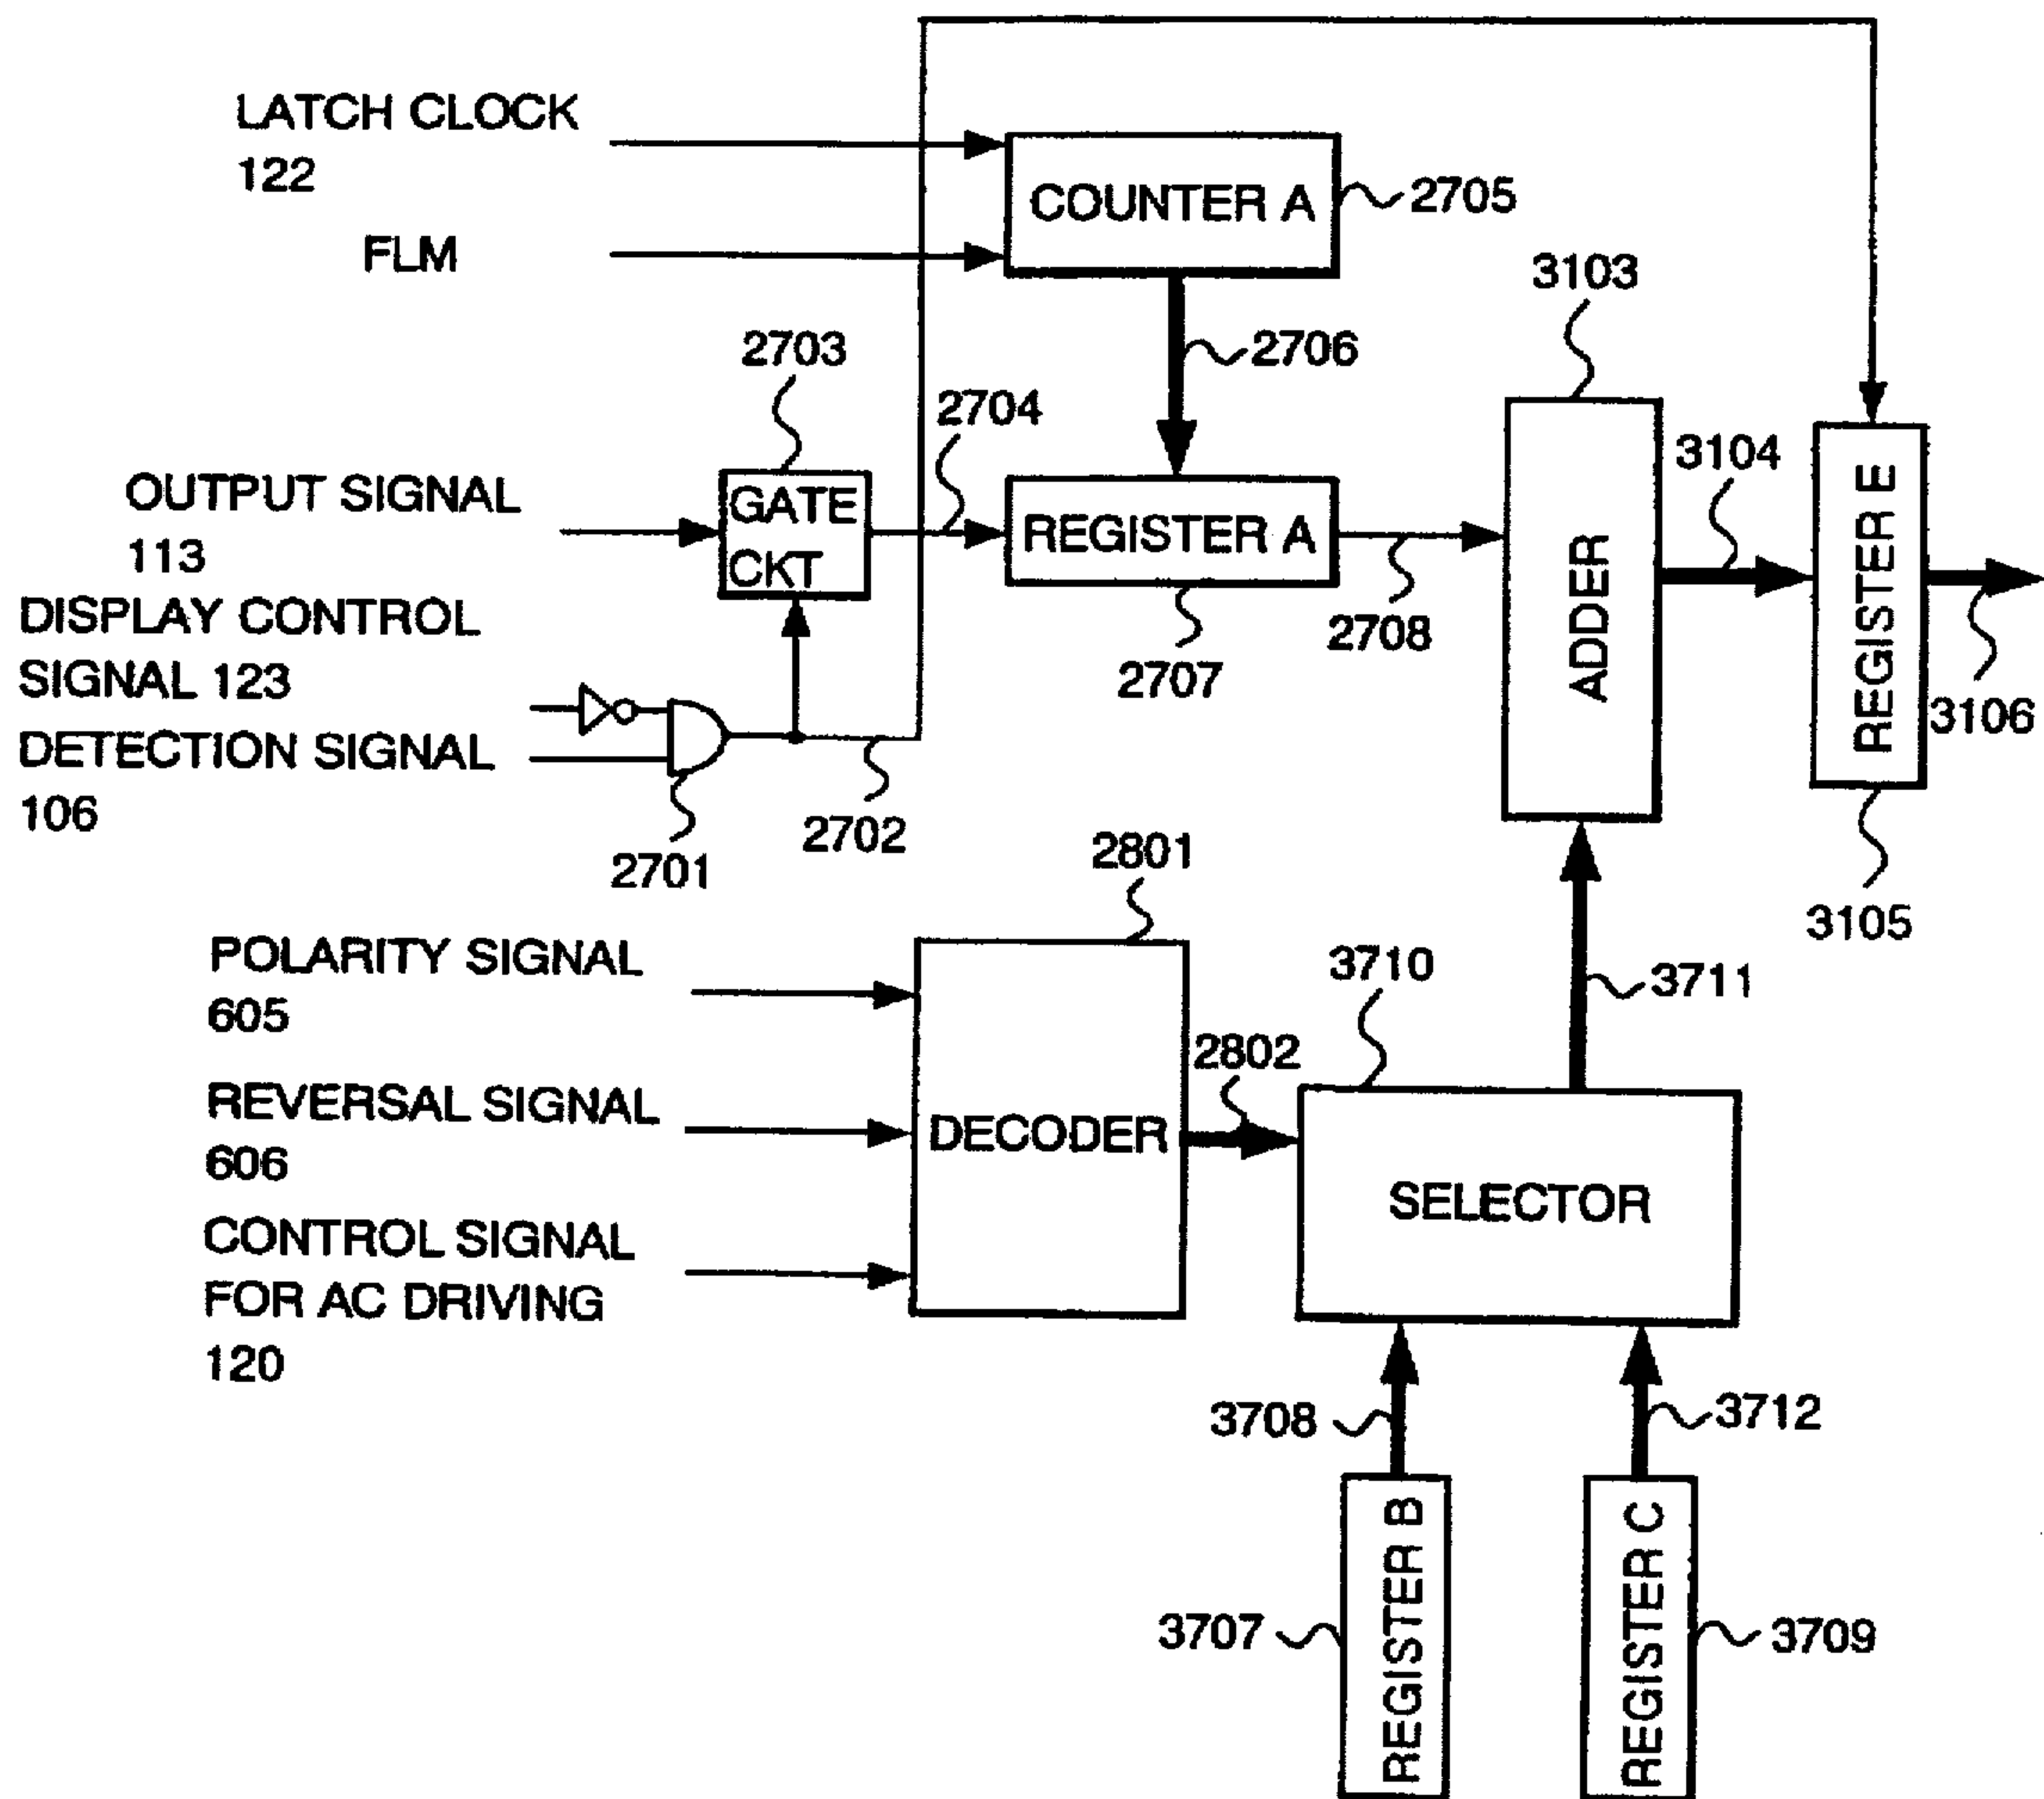 LATCH CLOCK
122
COUNTER A
2705
FLM
3103
2703
2706
2704
3104
OUTPUT SIGNAL
113
GATE
CKT
REGISTER A
ADDER
REGISTER E
2708
DISPLAY CONTROL
SIGNAL 123
2707
3106
DETECTION SIGNAL
106
2702
2701
2801
3105
POLARITY SIGNAL
605
3710
3711
2802
REVERSAL SIGNAL
606
DECODER
SELECTOR
CONTROL SIGNAL
FOR AC DRIVING
120
3708
3712
REGISTER B
REGISTER C
3707
3709